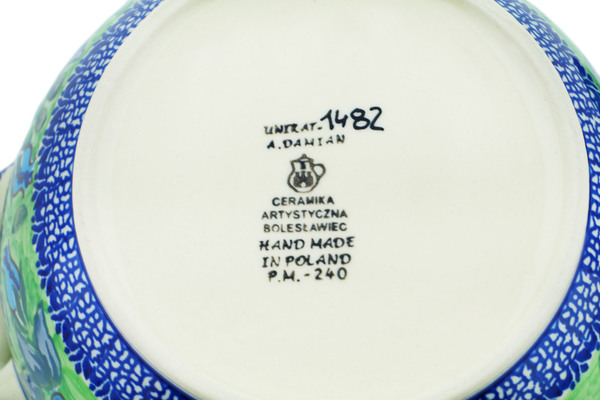 UNIKAT-1482
A.DAMIAN
CERAMIKA
ARTYSTYCZNA
BOLESŁAWIEC
HAND MADE
IN POLAND
P.M.-240